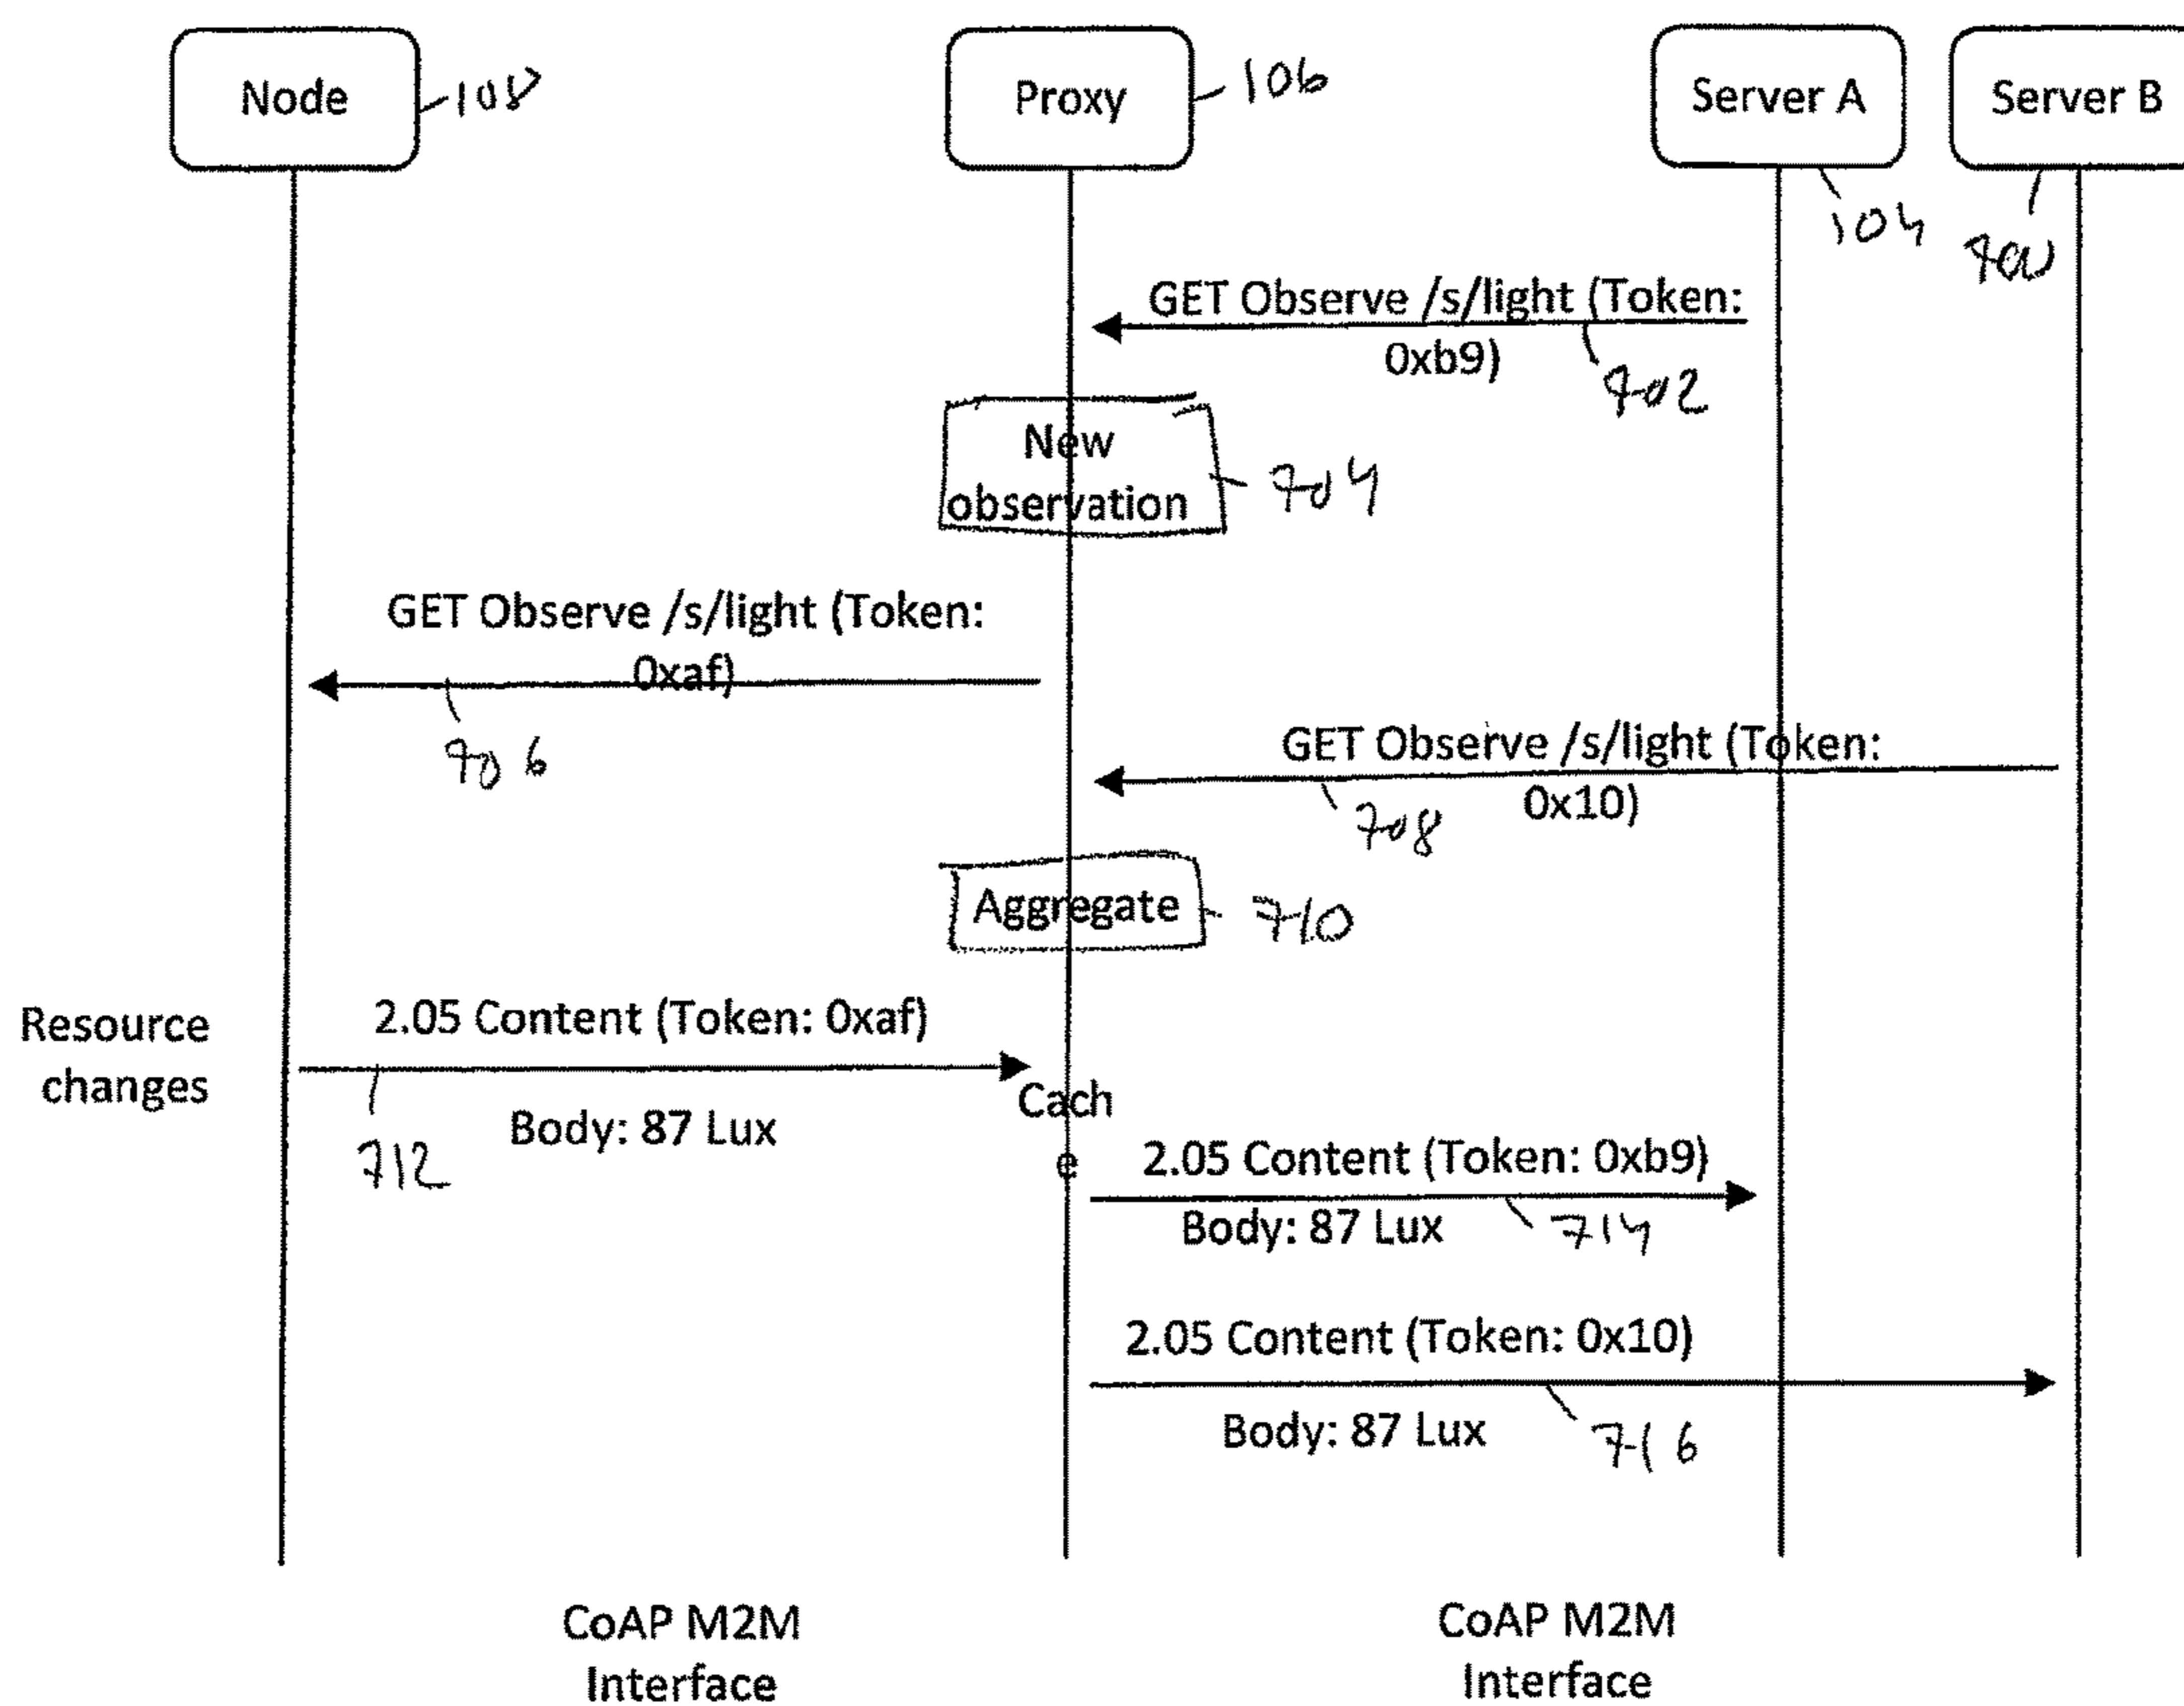 Node
108
Proxy
106
Server A
104
Server B
700
GET Observe /s/light (Token:
0xb9)
702
New
observation
704
GET Observe /s/light (Token:
0xaf)
706
GET Observe /s/light (Token:
0x10)
708
Aggregate
710
Resource
changes
2.05 Content (Token: 0xaf)
Body: 87 Lux
712
Cach
e
2.05 Content (Token: 0xb9)
Body: 87 Lux
714
2.05 Content (Token: 0x10)
Body: 87 Lux
716
CoAP M2M
Interface
CoAP M2M
Interface